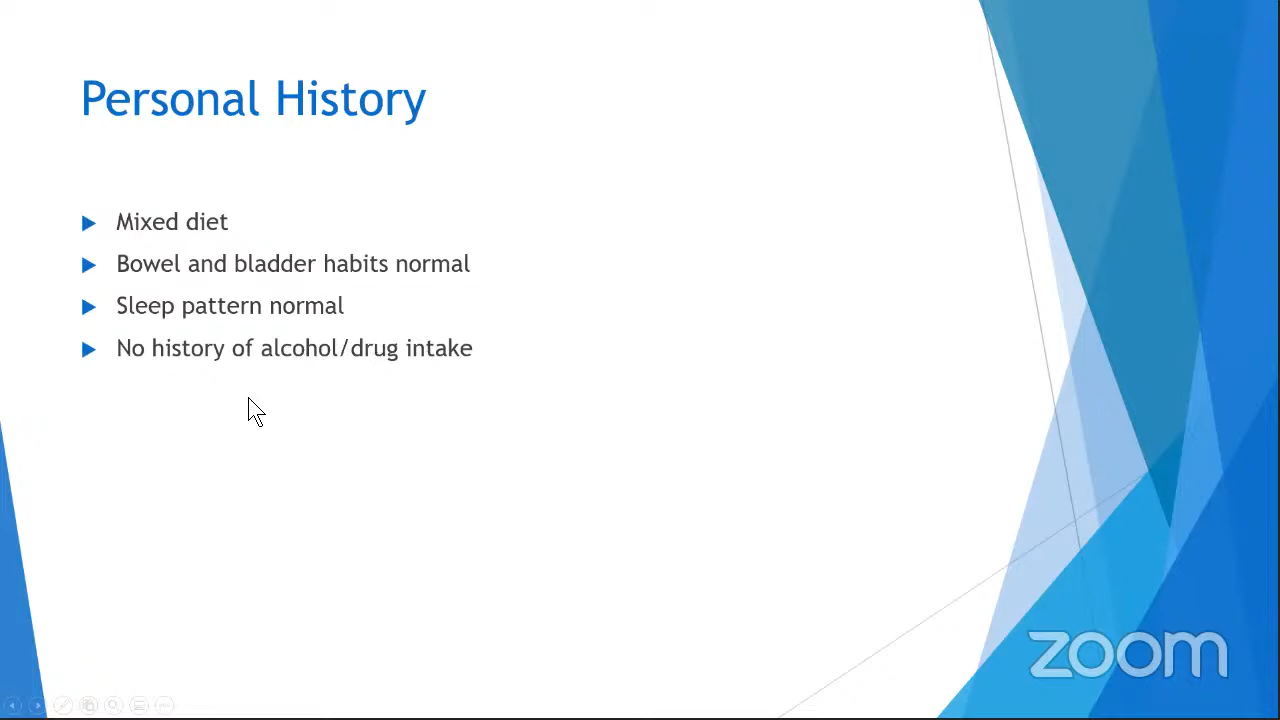 Personal History
Mixed diet
Bowel and bladder habits normal
Sleep pattern normal
No history of alcohol/drug intake
zoom